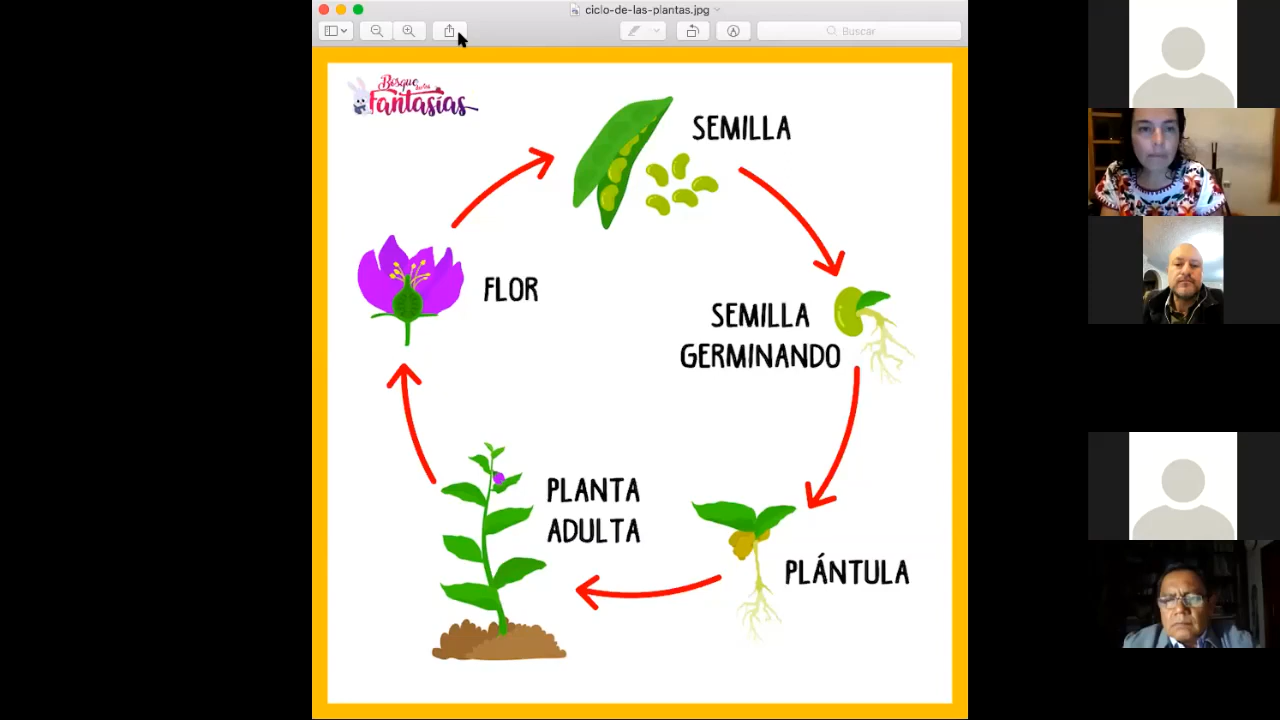 ciclo-de-las-plantas.jpg
Buscar
Bosque de las
Fantasías
SEMILLA
FLOR
SEMILLA
GERMINANDO
PLANTA
ADULTA
PLÁNTULA